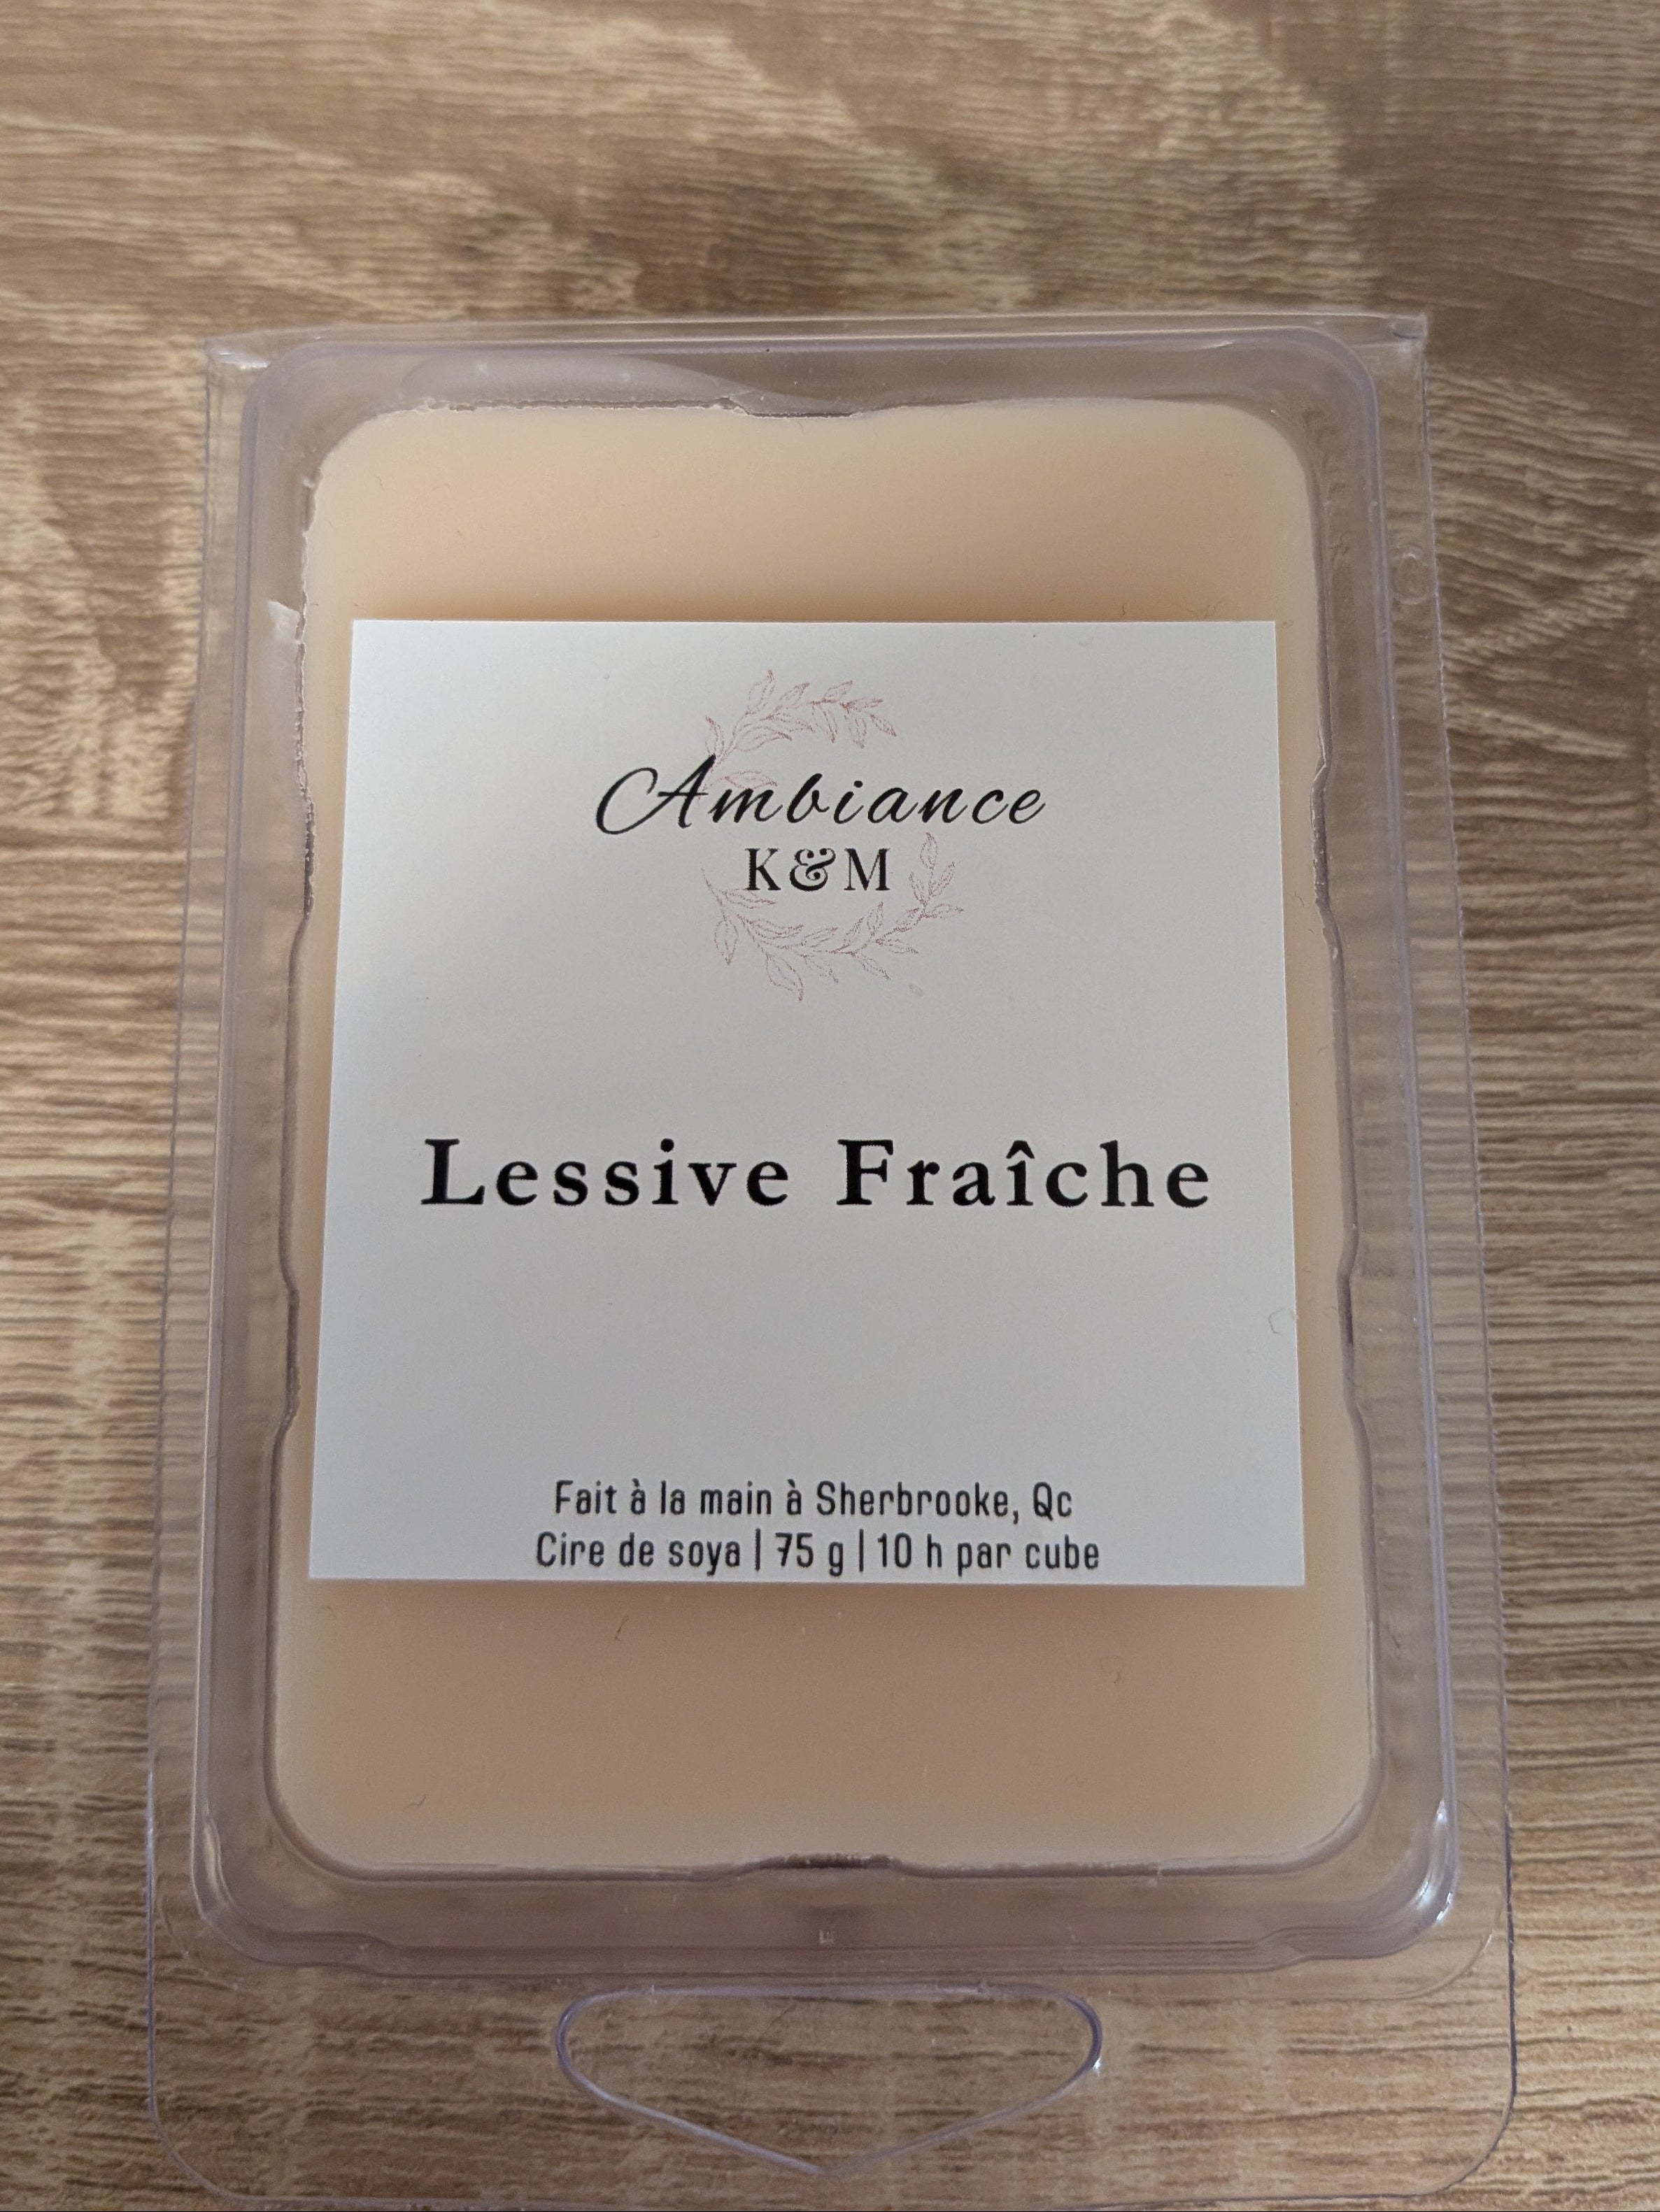 Ambiance
K&M
Lessive Fraîche
Fait à la main à Sherbrooke, Qc
Cire de soya | 75 g | 10 h par cube